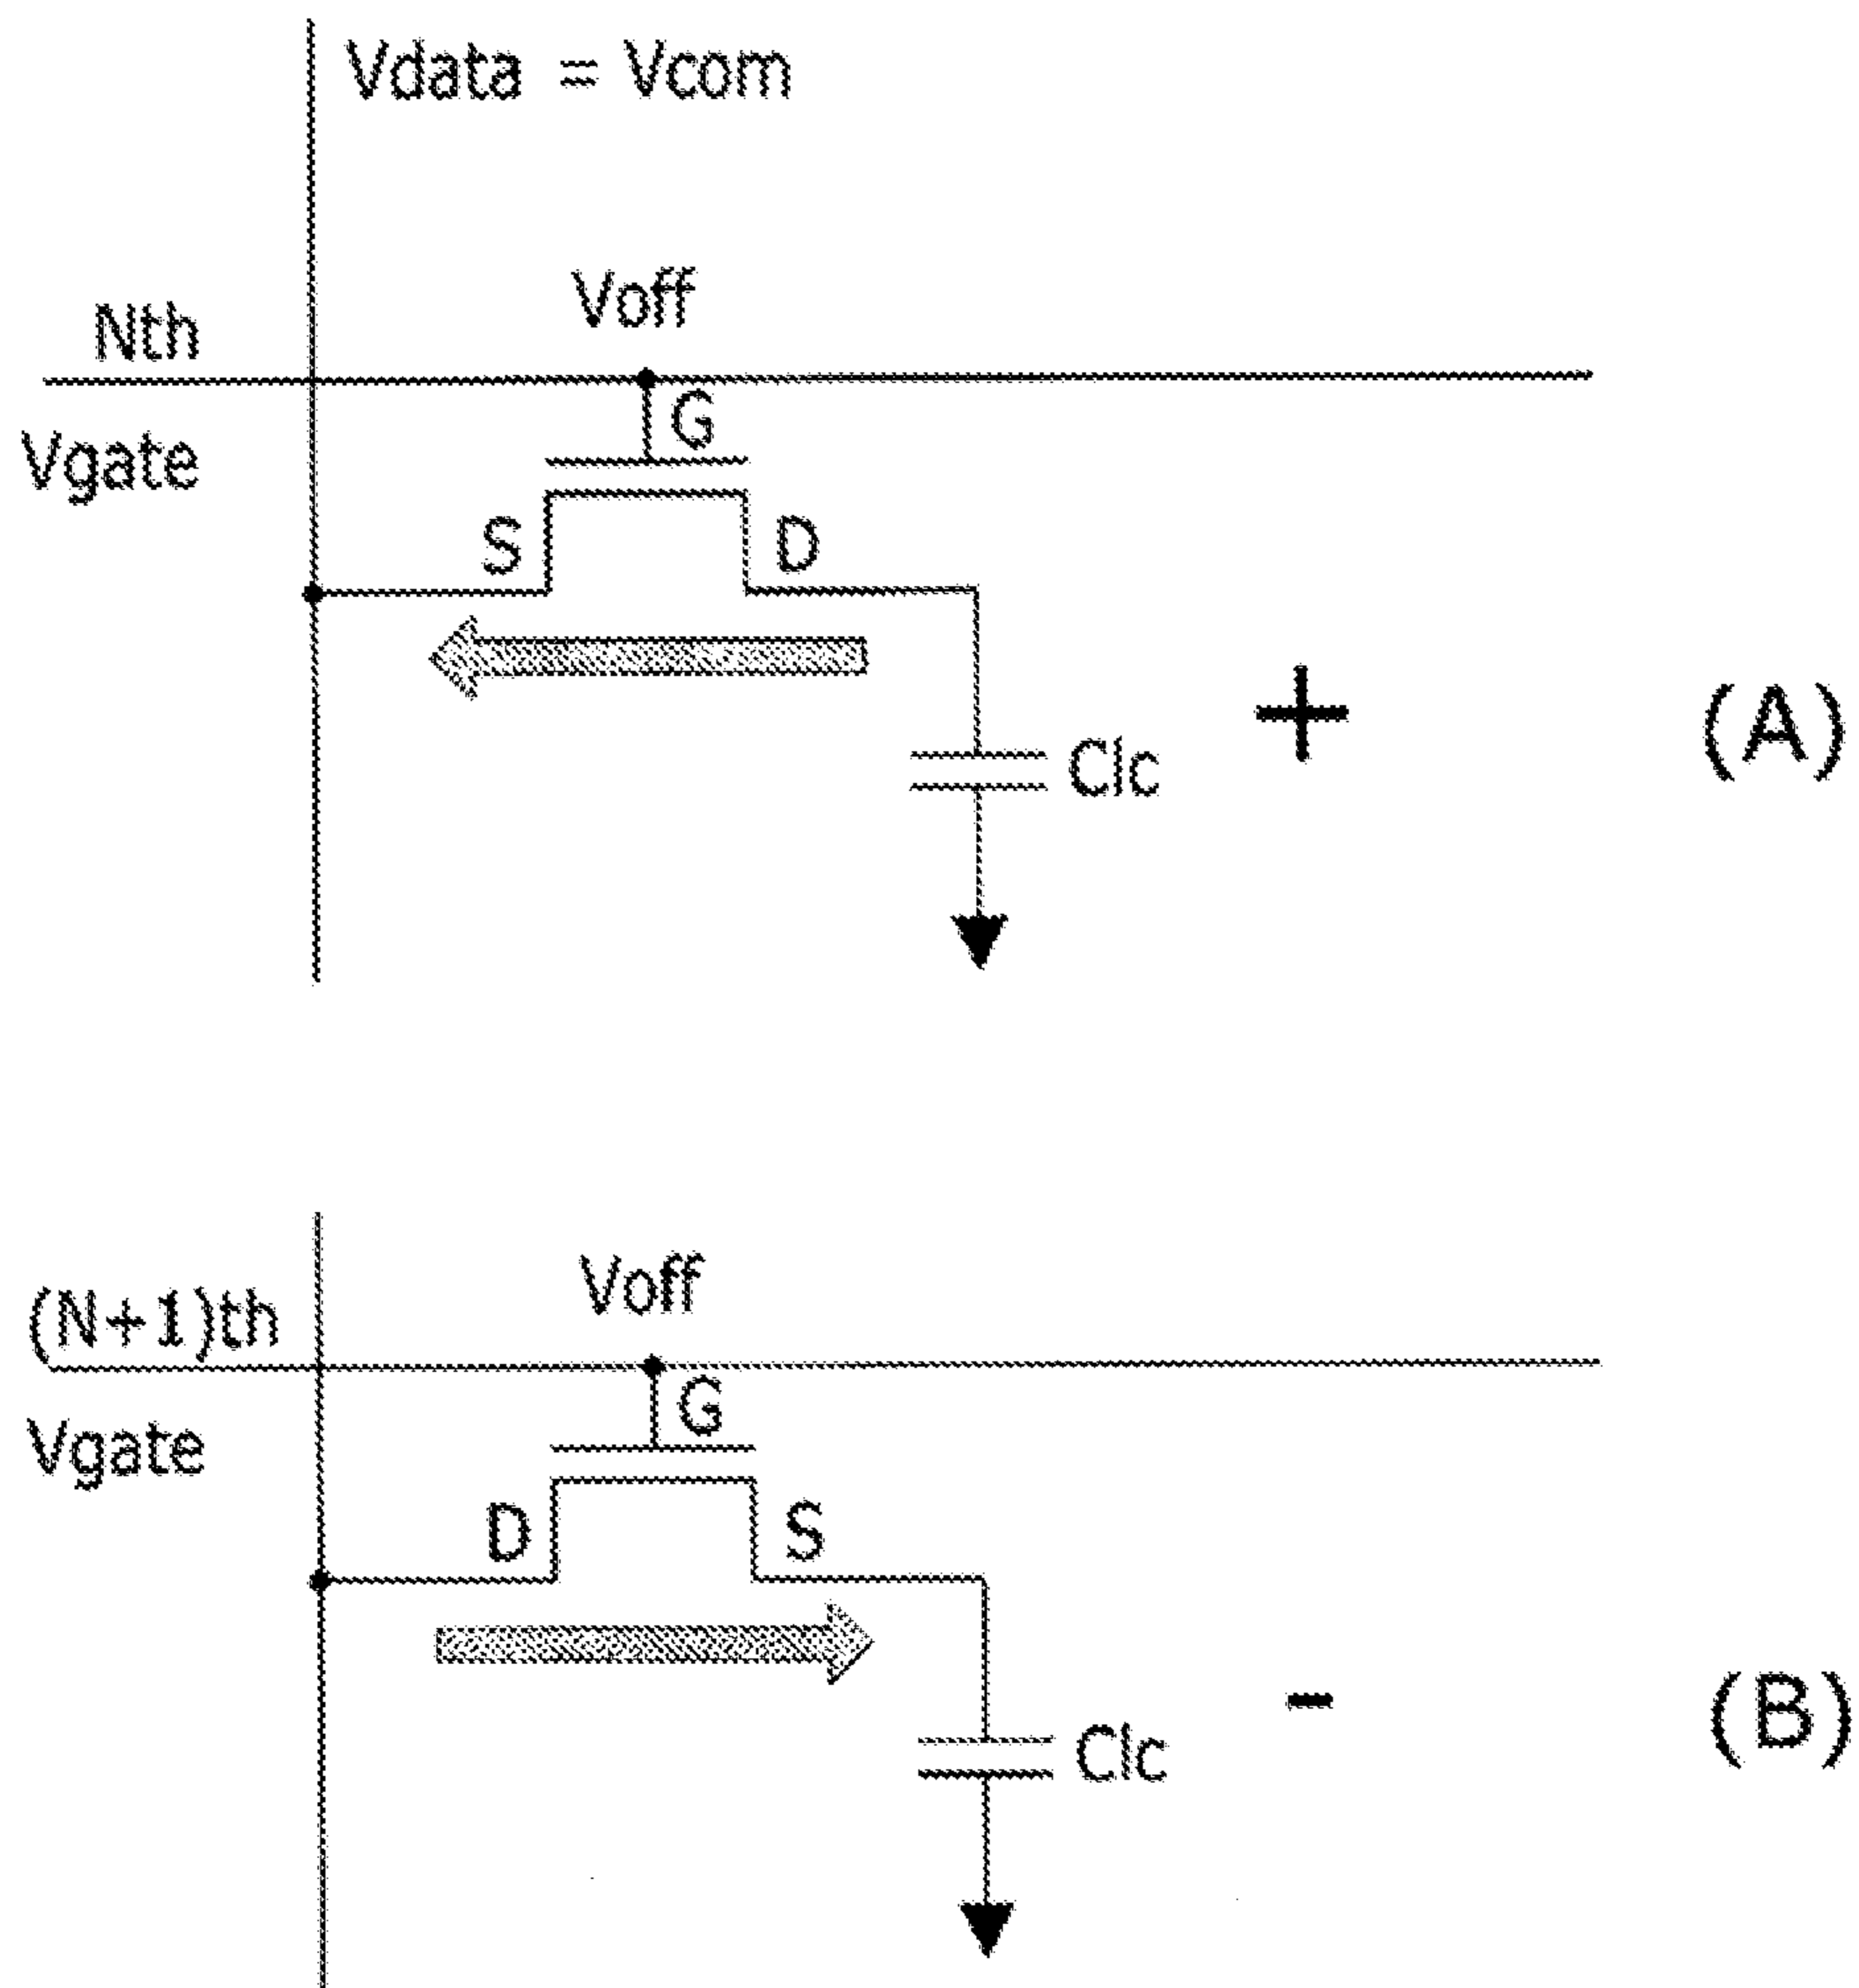 Vdata = Vcom
Voff
Nth
G
Vgate
S
D
+
(A)
Clc
Voff
(N+1)th
G
Vgate
D
S
-
(B)
Clc